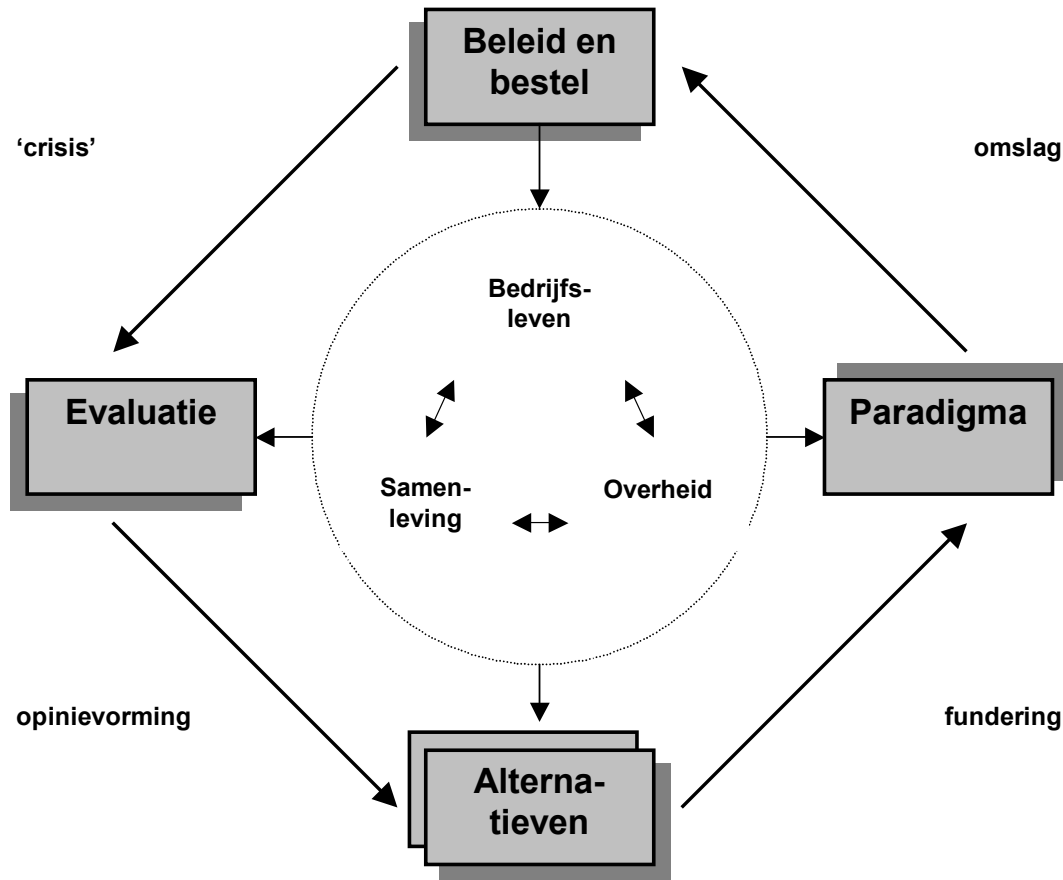 Beleid en
bestel
‘crisis’
omslag
Bedrijfs-
leven
Evaluatie
Paradigma
Samen-
leving
Overheid
opinievorming
fundering
Alterna-
tieven